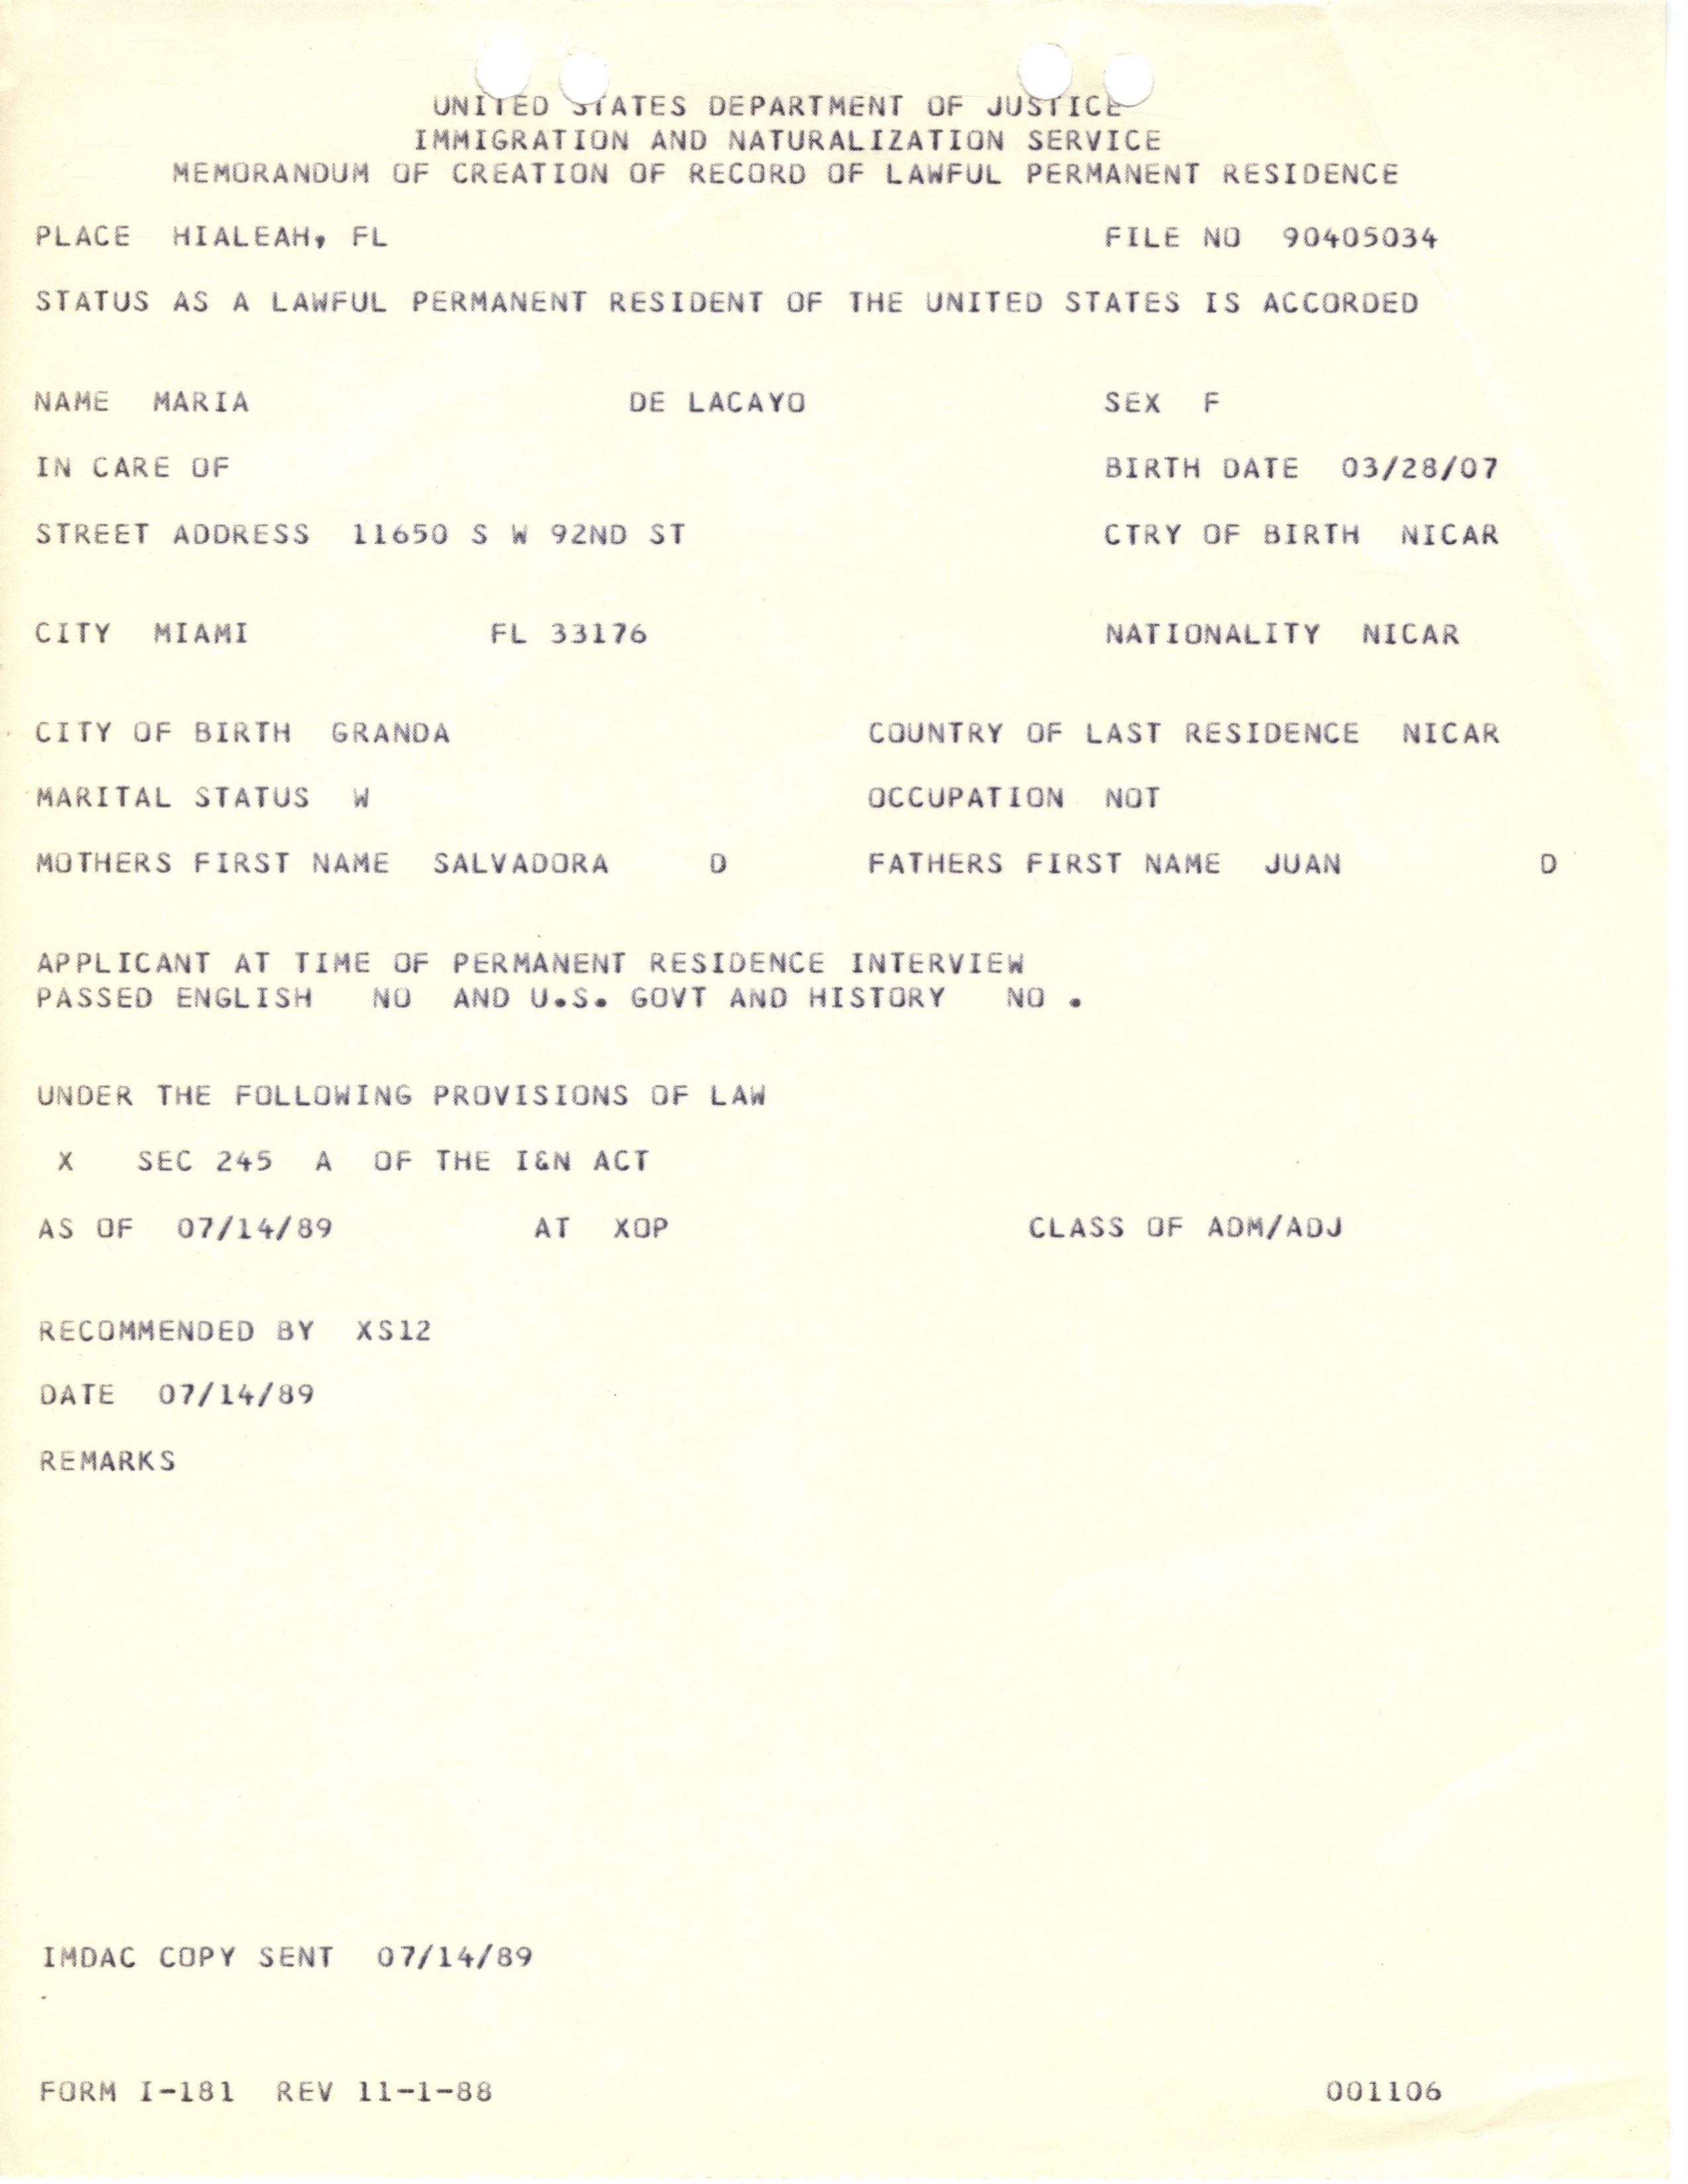 UNITED STATES DEPARTMENT OF JUSTICE
IMMIGRATION AND NATURALIZATION SERVICE
MEMORANDUM OF CREATION OF RECORD OF LAWFUL PERMANENT RESIDENCE
PLACE HIALEAH, FL FILE NO 90405034
STATUS AS A LAWFUL PERMANENT RESIDENT OF THE UNITED STATES IS ACCORDED
NAME MARIA DE LACAYO SEX F
IN CARE OF BIRTH DATE 03/28/07
STREET ADDRESS 11650 S W 92ND ST CTRY OF BIRTH NICAR
CITY MIAMI FL 33176 NATIONALITY NICAR
CITY OF BIRTH GRANDA COUNTRY OF LAST RESIDENCE NICAR
MARITAL STATUS W OCCUPATION NOT
MOTHERS FIRST NAME SALVADORA D FATHERS FIRST NAME JUAN D
APPLICANT AT TIME OF PERMANENT RESIDENCE INTERVIEW
PASSED ENGLISH NO AND U.S. GOVT AND HISTORY NO .
UNDER THE FOLLOWING PROVISIONS OF LAW
X SEC 245 A OF THE I&N ACT
AS OF 07/14/89 AT XOP CLASS OF ADM/ADJ
RECOMMENDED BY XS12
DATE 07/14/89
REMARKS
IMDAC COPY SENT 07/14/89
FORM I-181 REV 11-1-88 001106